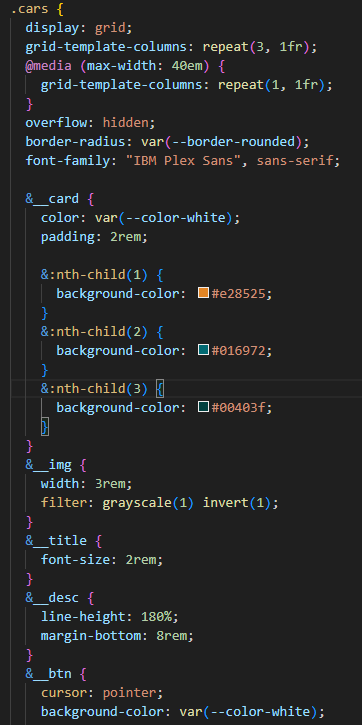 .cars {
display: grid;
grid-template-columns: repeat(3, 1fr);
@media (max-width: 40em) {
grid-template-columns: repeat(1, 1fr);
}
overflow: hidden;
border-radius: var(--border-rounded);
font-family: "IBM Plex Sans", sans-serif;
&__card {
color: var(--color-white);
padding: 2rem;
&:nth-child(1) {
background-color: #e28525;
}
&:nth-child(2) {
background-color: #016972;
}
&:nth-child(3) {
background-color: #00403f;
}
}
&__img {
width: 3rem;
filter: grayscale(1) invert(1);
}
&__title {
font-size: 2rem;
}
&__desc {
line-height: 180%;
margin-bottom: 8rem;
}
&__btn {
cursor: pointer;
background-color: var(--color-white);